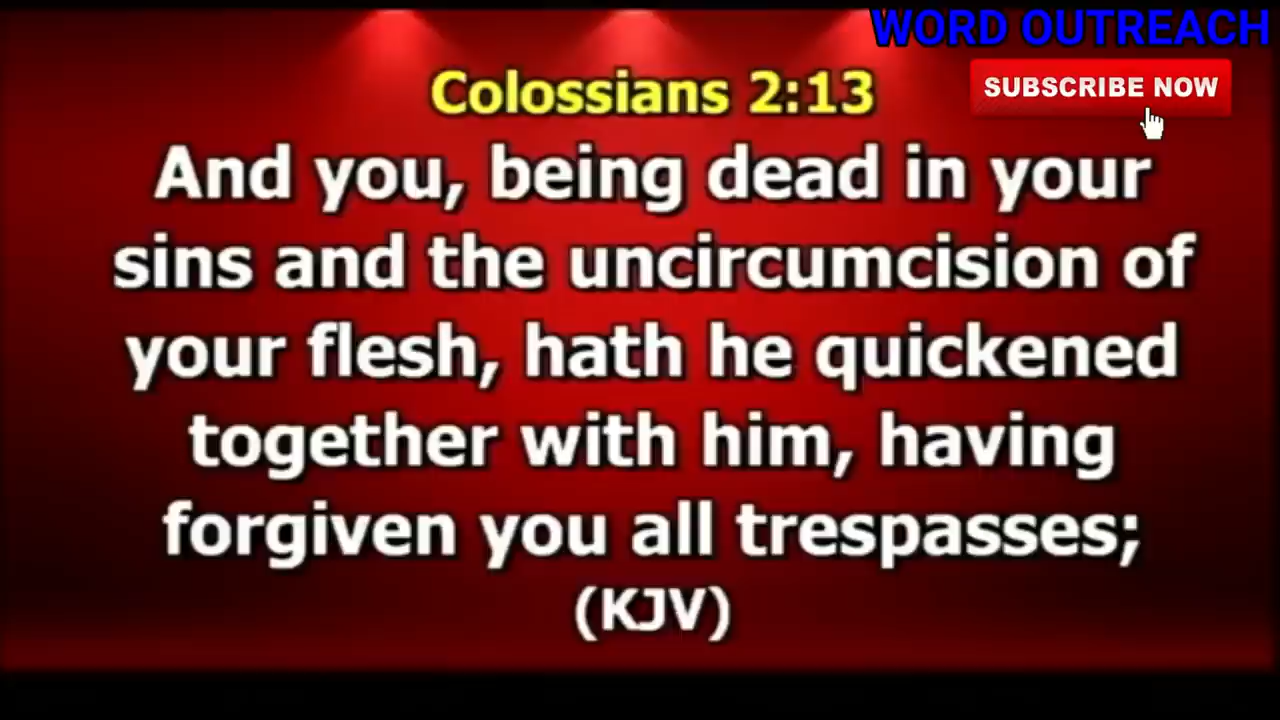 WORD OUTREACH
SUBSCRIBE NOW
Colossians 2:13
And you, being dead in your
sins and the uncircumcision of
your flesh, hath he quickened
together with him, having
forgiven you all trespasses;
(KJV)